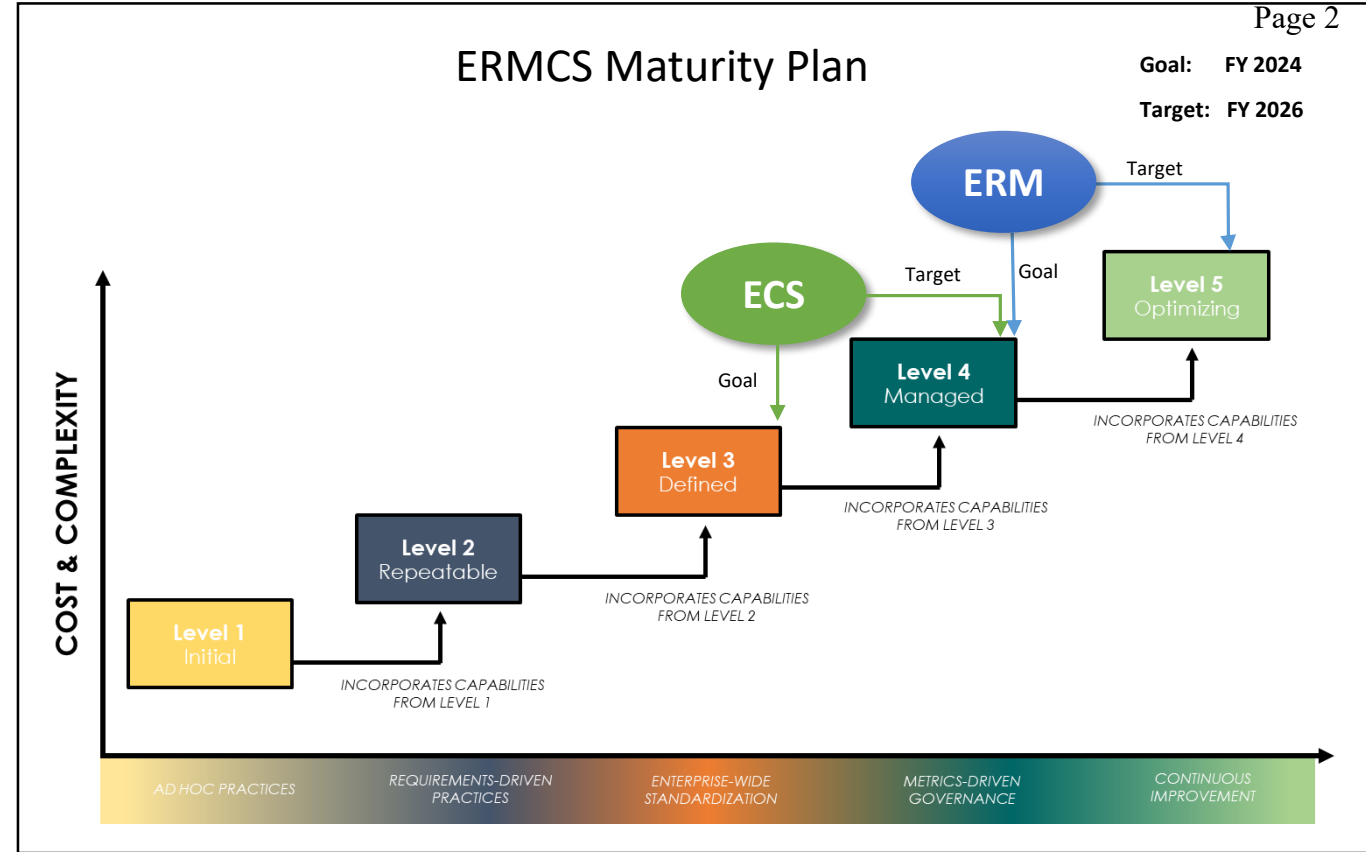 Page 2
ERMCS Maturity Plan
Goal: FY 2024
Target: FY 2026
ERM
Target
ECS
Target
Goal
Level 5
Optimizing
Goal
Level 4
Managed
INCORPORATES CAPABILITIES
FROM LEVEL 4
COST & COMPLEXITY
Level 3
Defined
INCORPORATES CAPABILITIES
FROM LEVEL 3
Level 2
Repeatable
INCORPORATES CAPABILITIES
FROM LEVEL 2
Level 1
Initial
INCORPORATES CAPABILITIES
FROM LEVEL 1
AD HOC PRACTICES
REQUIREMENTS-DRIVEN
PRACTICES
ENTERPRISE-WIDE
STANDARDIZATION
METRICS-DRIVEN
GOVERNANCE
CONTINUOUS
IMPROVEMENT